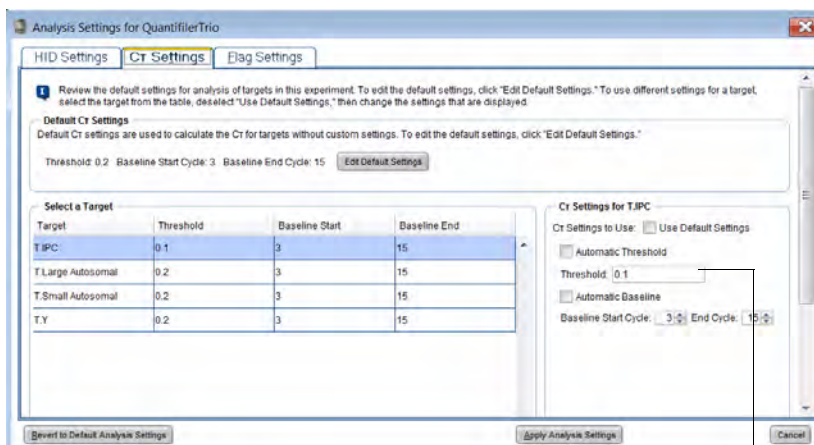 Analysis Settings for QuantifilerTrio
HID Settings
CT Settings
Flag Settings
Review the default settings for analysis of targets in this experiment. To edit the default settings, click "Edit Default Settings." To use different settings for a target,
select the target from the table, deselect "Use Default Settings," then change the settings that are displayed.
Default CT Settings
Default CT settings are used to calculate the CT for targets without custom settings. To edit the default settings, click "Edit Default Settings."
Threshold: 0.2 Baseline Start Cycle: 3 Baseline End Cycle: 15 Edit Default Settings
Select a Target
Target Threshold Baseline Start Baseline End
T.IPC 0.1 3 15
T.Large Autosomal 0.2 3 15
T.Small Autosomal 0.2 3 15
T.Y 0.2 3 15
CT Settings for T.IPC
CT Settings to Use: Use Default Settings
Automatic Threshold
Threshold: 0.1
Automatic Baseline
Baseline Start Cycle: 3 End Cycle: 15
Revert to Default Analysis Settings
Apply Analysis Settings
Cancel